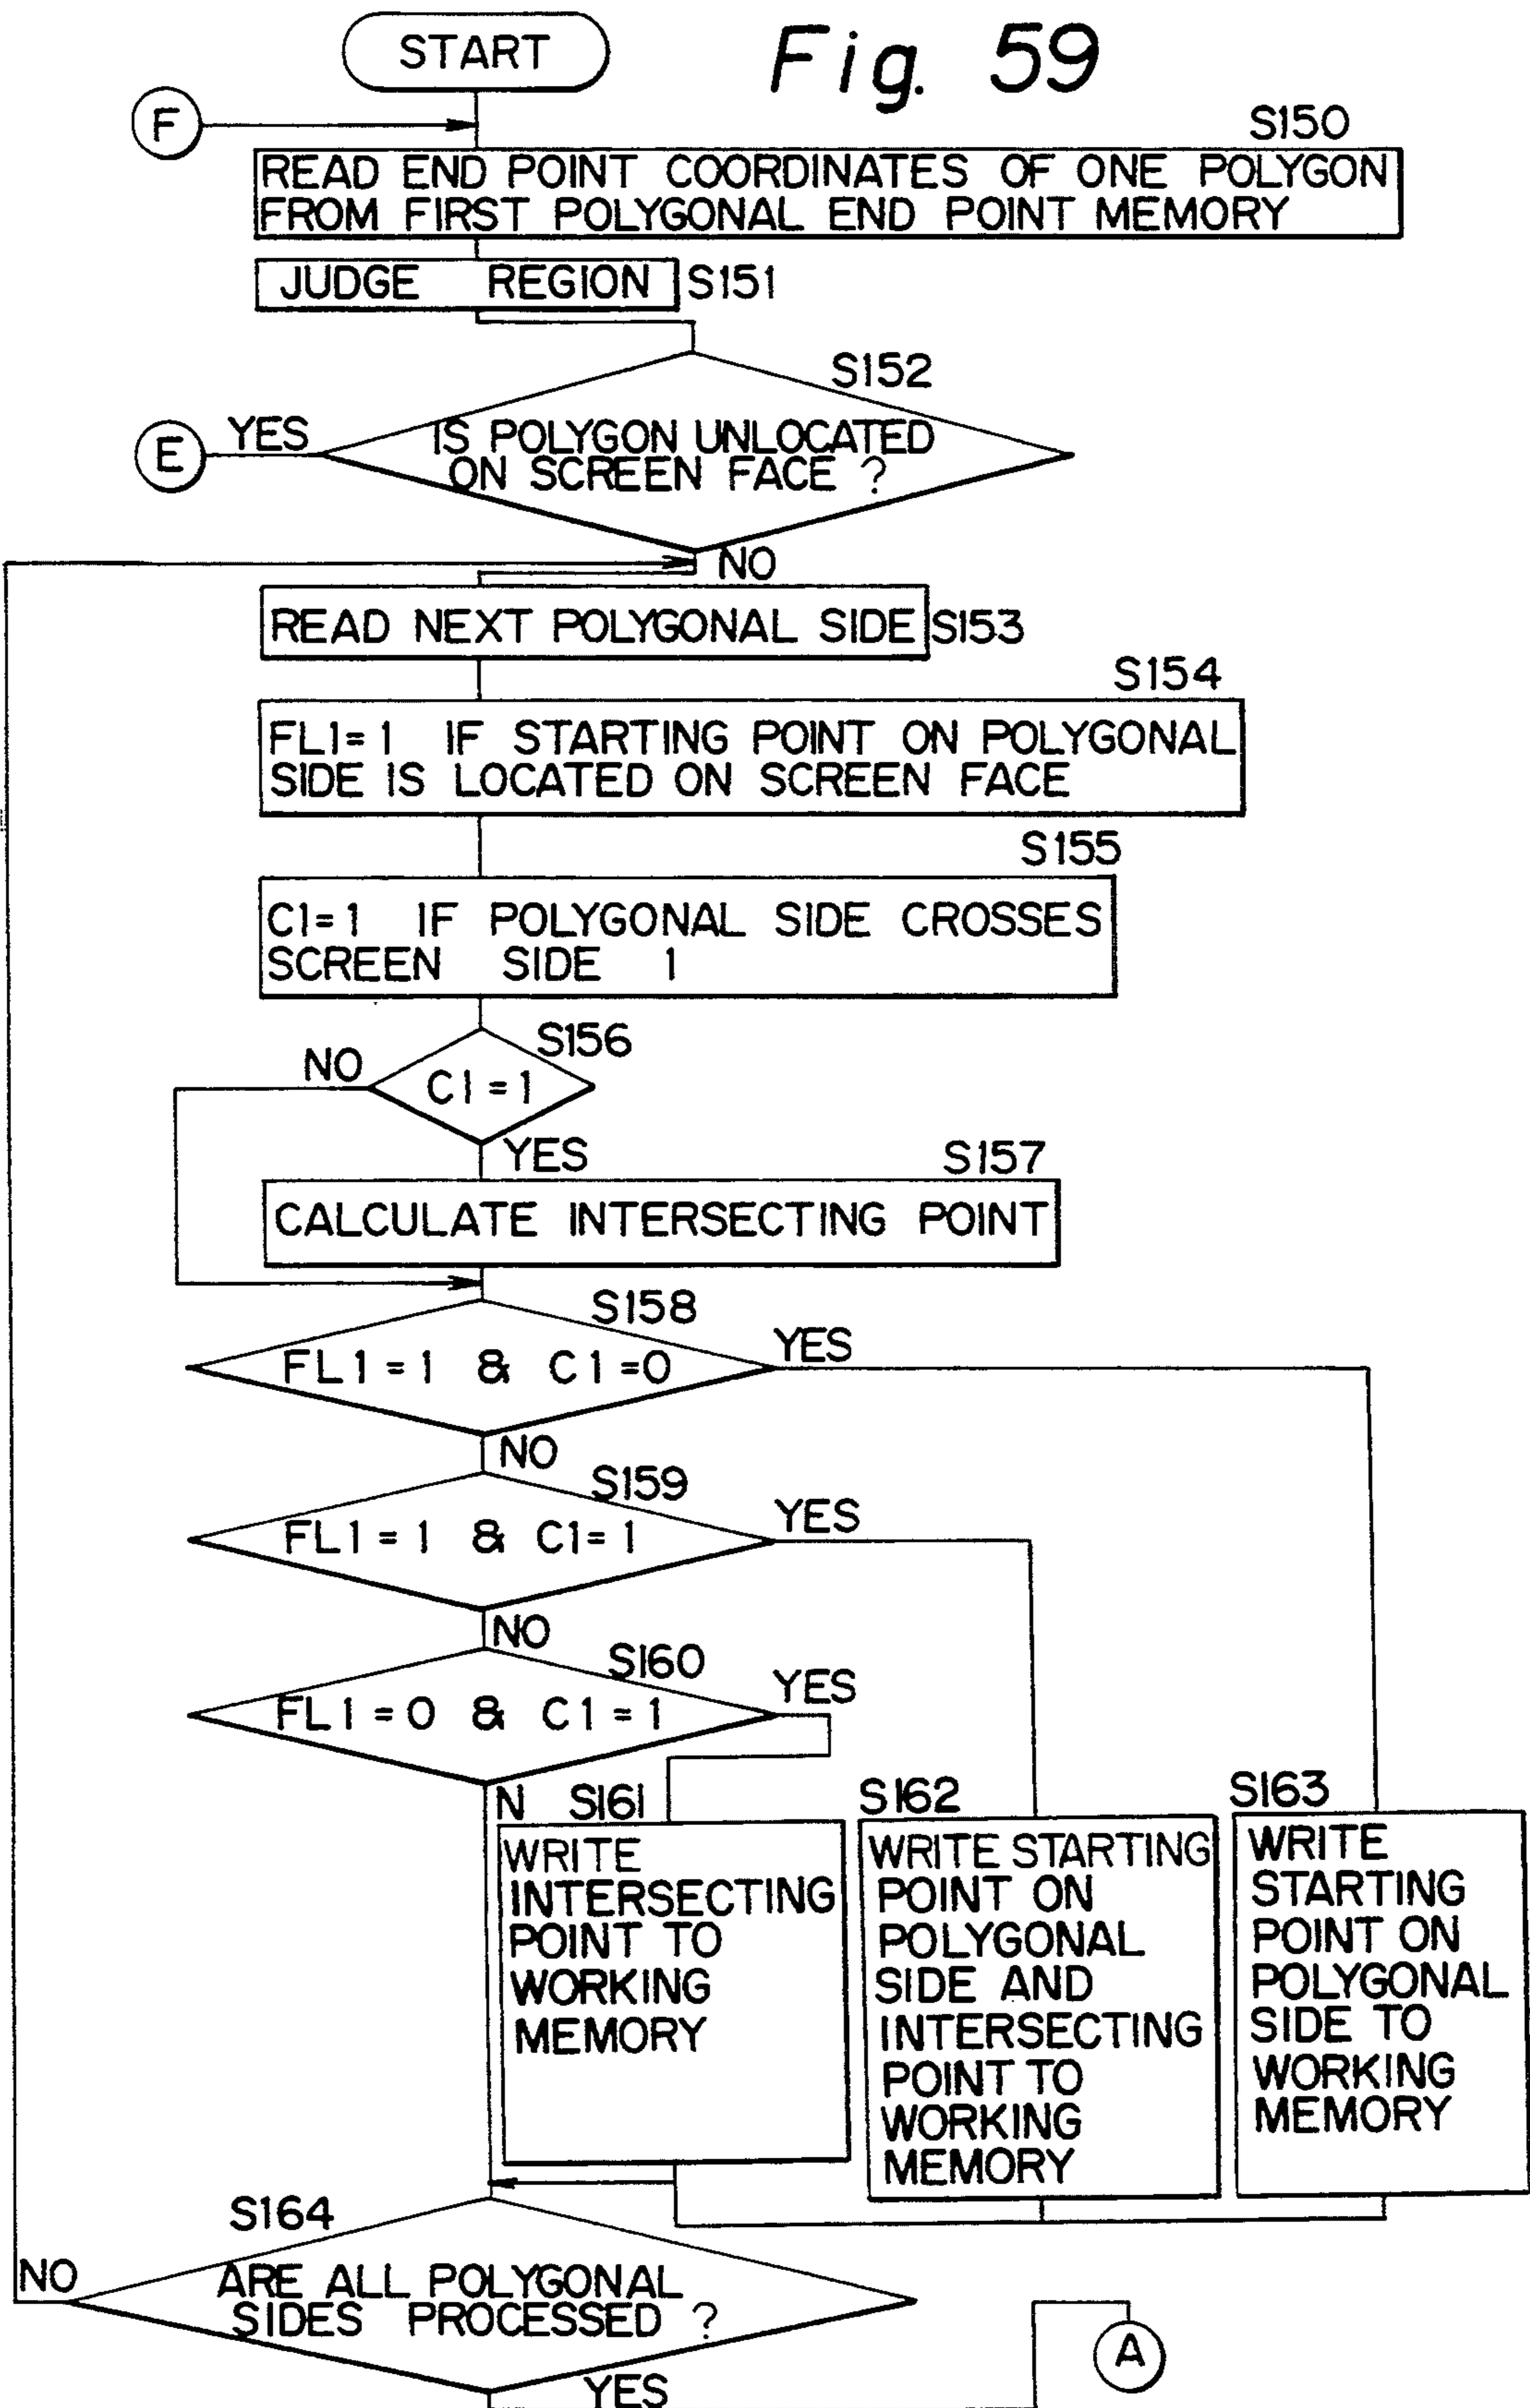 START
Fig. 59
F
S150
READ END POINT COORDINATES OF ONE POLYGON
FROM FIRST POLYGONAL END POINT MEMORY
JUDGE REGION
S151
S152
E
YES
IS POLYGON UNLOCATED
ON SCREEN FACE ?
NO
READ NEXT POLYGONAL SIDE
S153
S154
FL1=1 IF STARTING POINT ON POLYGONAL
SIDE IS LOCATED ON SCREEN FACE
S155
C1=1 IF POLYGONAL SIDE CROSSES
SCREEN SIDE 1
S156
NO
C1=1
YES
S157
CALCULATE INTERSECTING POINT
S158
FL1=1 & C1=0
YES
NO
S159
FL1=1 & C1=1
YES
NO
S160
FL1=0 & C1=1
YES
N
S161
WRITE
INTERSECTING
POINT TO
WORKING
MEMORY
S162
WRITE STARTING
POINT ON
POLYGONAL
SIDE AND
INTERSECTING
POINT TO
WORKING
MEMORY
S163
WRITE
STARTING
POINT ON
POLYGONAL
SIDE TO
WORKING
MEMORY
S164
NO
ARE ALL POLYGONAL
SIDES PROCESSED ?
YES
A